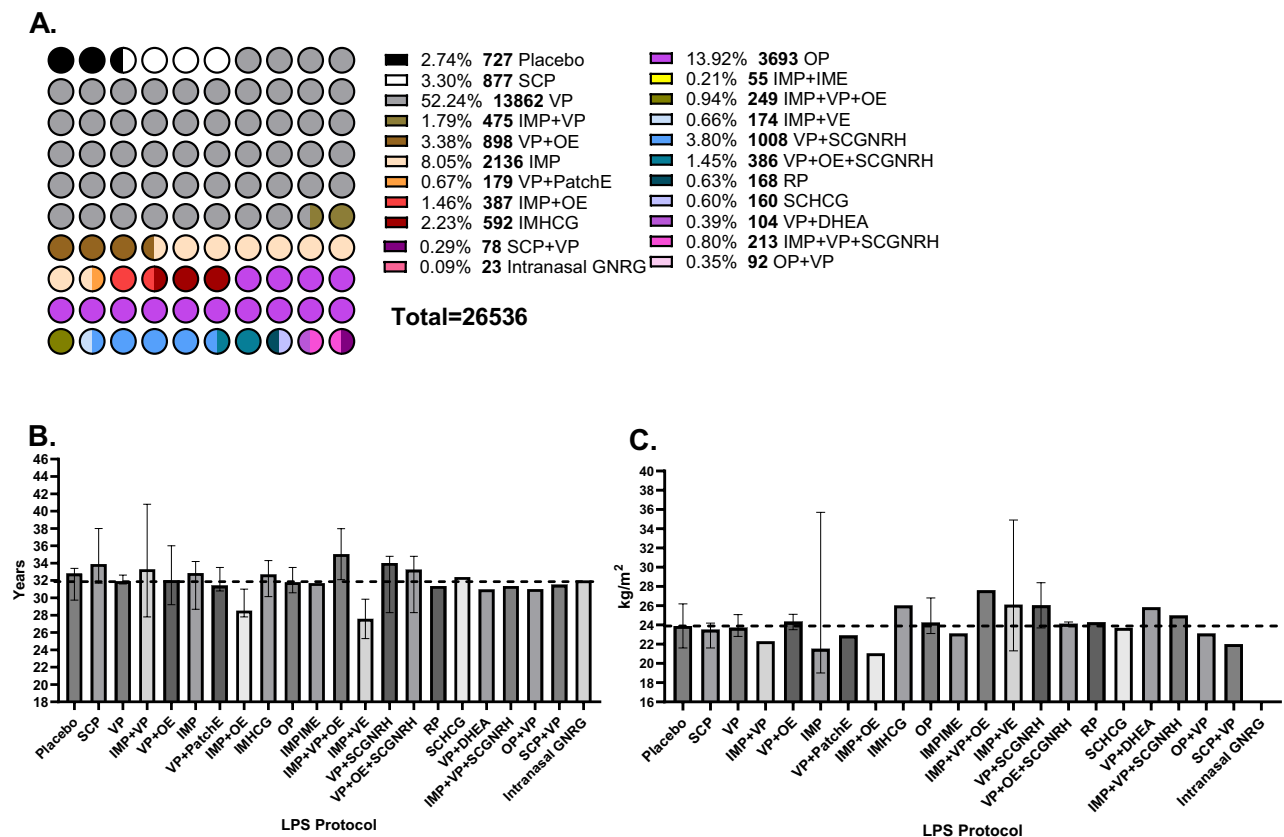 A.
2.74% 727 Placebo
3.30% 877 SCP
52.24% 13862 VP
1.79% 475 IMP+VP
3.38% 898 VP+OE
8.05% 2136 IMP
0.67% 179 VP+PatchE
1.46% 387 IMP+OE
2.23% 592 IMHCG
0.29% 78 SCP+VP
0.09% 23 Intranasal GNRG
13.92% 3693 OP
0.21% 55 IMP+IME
0.94% 249 IMP+VP+OE
0.66% 174 IMP+VE
3.80% 1008 VP+SCGNRH
1.45% 386 VP+OE+SCGNRH
0.63% 168 RP
0.60% 160 SCHCG
0.39% 104 VP+DHEA
0.80% 213 IMP+VP+SCGNRH
0.35% 92 OP+VP
Total=26536
B.
46
44
42
40
38
36
34
32
30
28
26
24
22
20
18
Years
Placebo
SCP
VP
IMP+VP
VP+OE
IMP
VP+PatchE
IMP+OE
IMHCG
OP
IMPIME
IMP+VP+OE
IMP+VE
VP+SCGNRH
VP+OE+SCGNRH
RP
SCHCG
VP+DHEA
IMP+VP+SCGNRH
OP+VP
SCP+VP
Intranasal GNRG
LPS Protocol
C.
40
38
36
34
32
30
28
26
24
22
20
18
16
kg/m²
Placebo
SCP
VP
IMP+VP
VP+OE
IMP
VP+PatchE
IMP+OE
IMHCG
OP
IMPIME
IMP+VP+OE
IMP+VE
VP+SCGNRH
VP+OE+SCGNRH
RP
SCHCG
VP+DHEA
IMP+VP+SCGNRH
OP+VP
SCP+VP
Intranasal GNRG
LPS Protocol